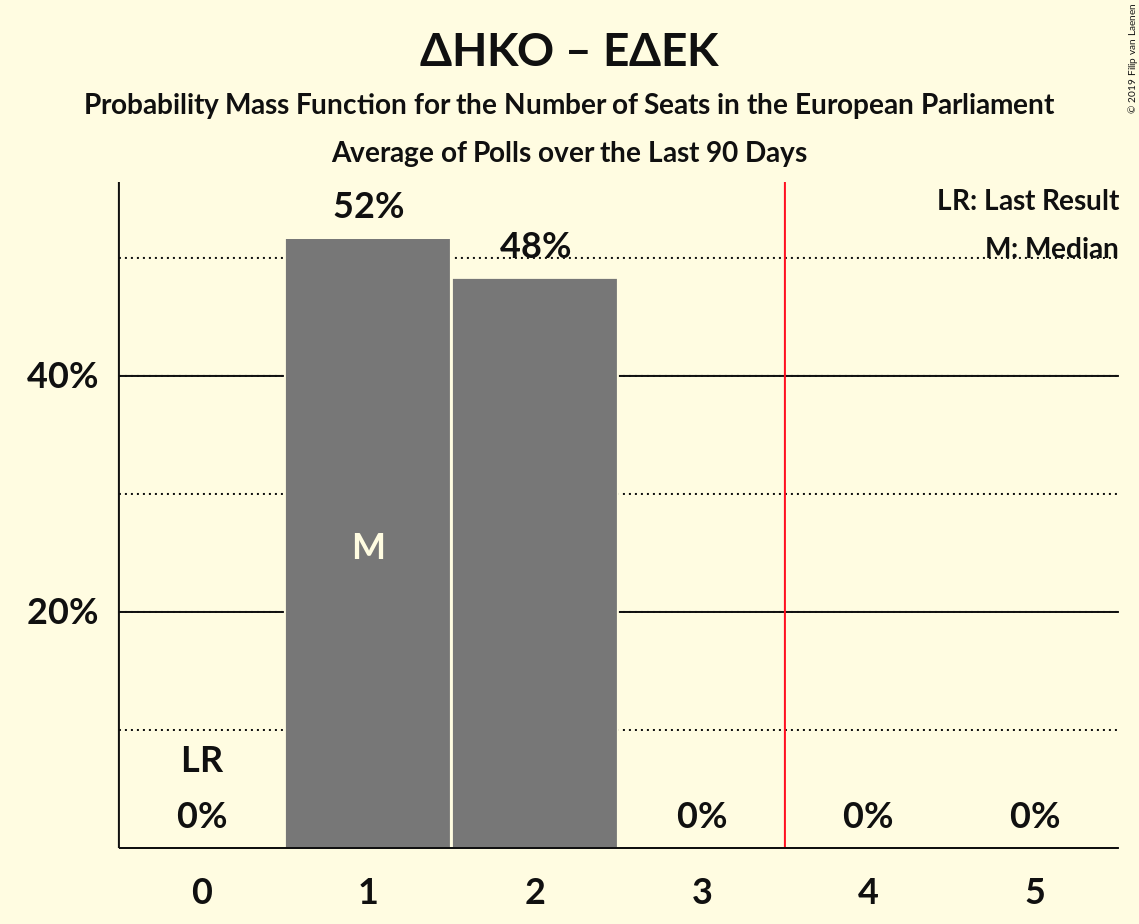 ΔΗΚΟ – ΕΔΕΚ
Probability Mass Function for the Number of Seats in the European Parliament
Average of Polls over the Last 90 Days
© 2019 Filip van Laenen
LR: Last Result
M: Median
52%
48%
40%
M
20%
LR
0%
0%
0%
0%
0
1
2
3
4
5